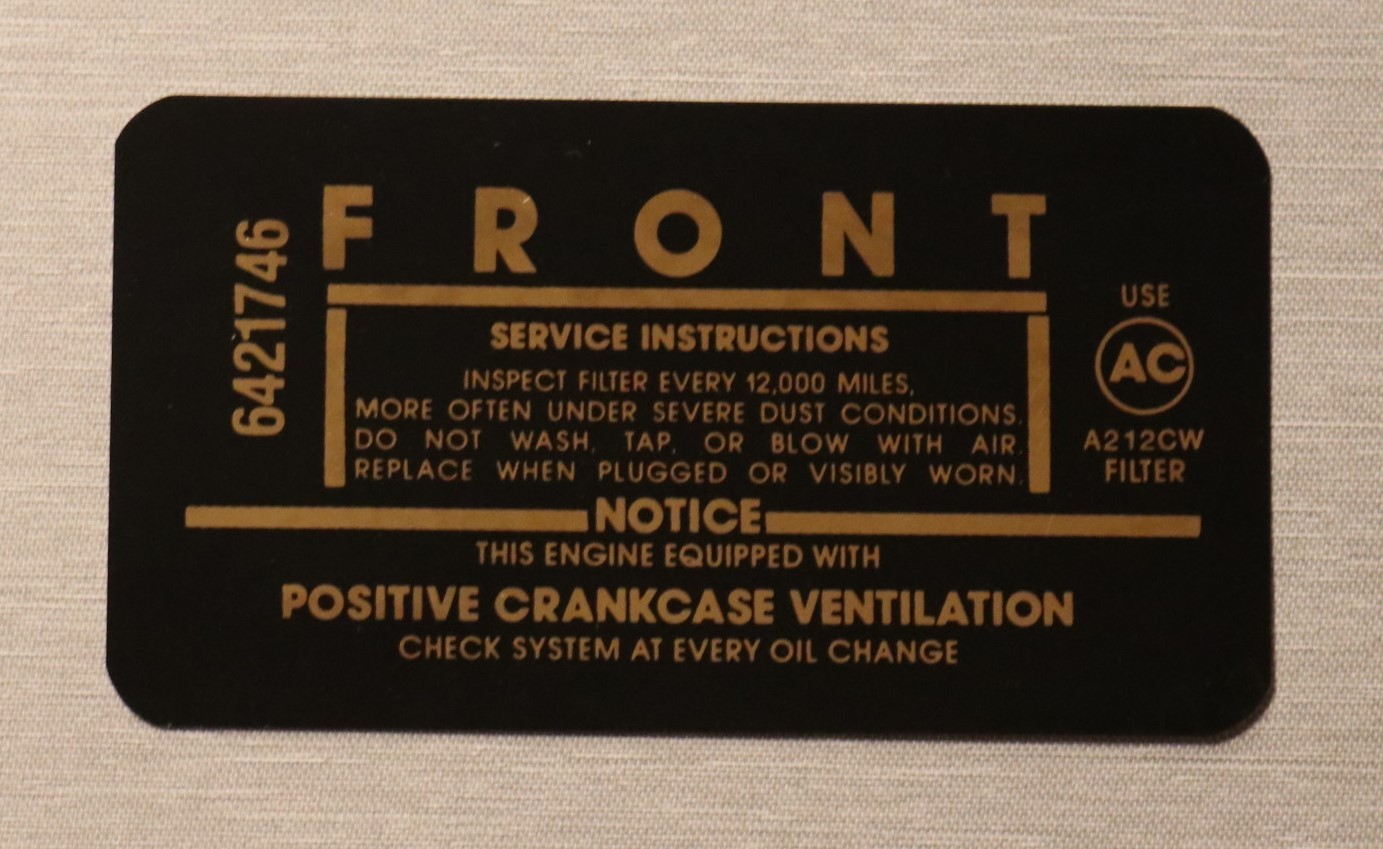 FRONT
6421746
SERVICE INSTRUCTIONS
INSPECT FILTER EVERY 12,000 MILES,
MORE OFTEN UNDER SEVERE DUST CONDITIONS.
DO NOT WASH, TAP, OR BLOW WITH AIR.
REPLACE WHEN PLUGGED OR VISIBLY WORN.
USE
AC
A212CW
FILTER
NOTICE
THIS ENGINE EQUIPPED WITH
POSITIVE CRANKCASE VENTILATION
CHECK SYSTEM AT EVERY OIL CHANGE